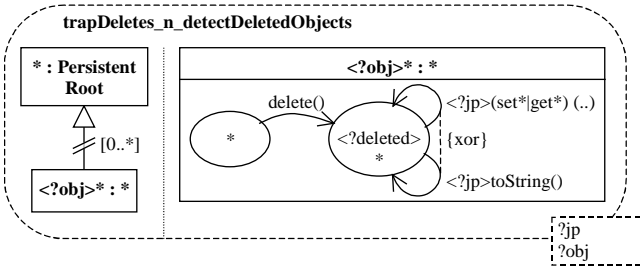 trapDeletes_n_detectDeletedObjects
* : Persistent
Root
[0..*]
<?obj>* : *
<?obj>* : *
*
delete()
<?deleted>
*
<?jp>(set*|get*) (..)
{xor}
<?jp>toString()
?jp
?obj